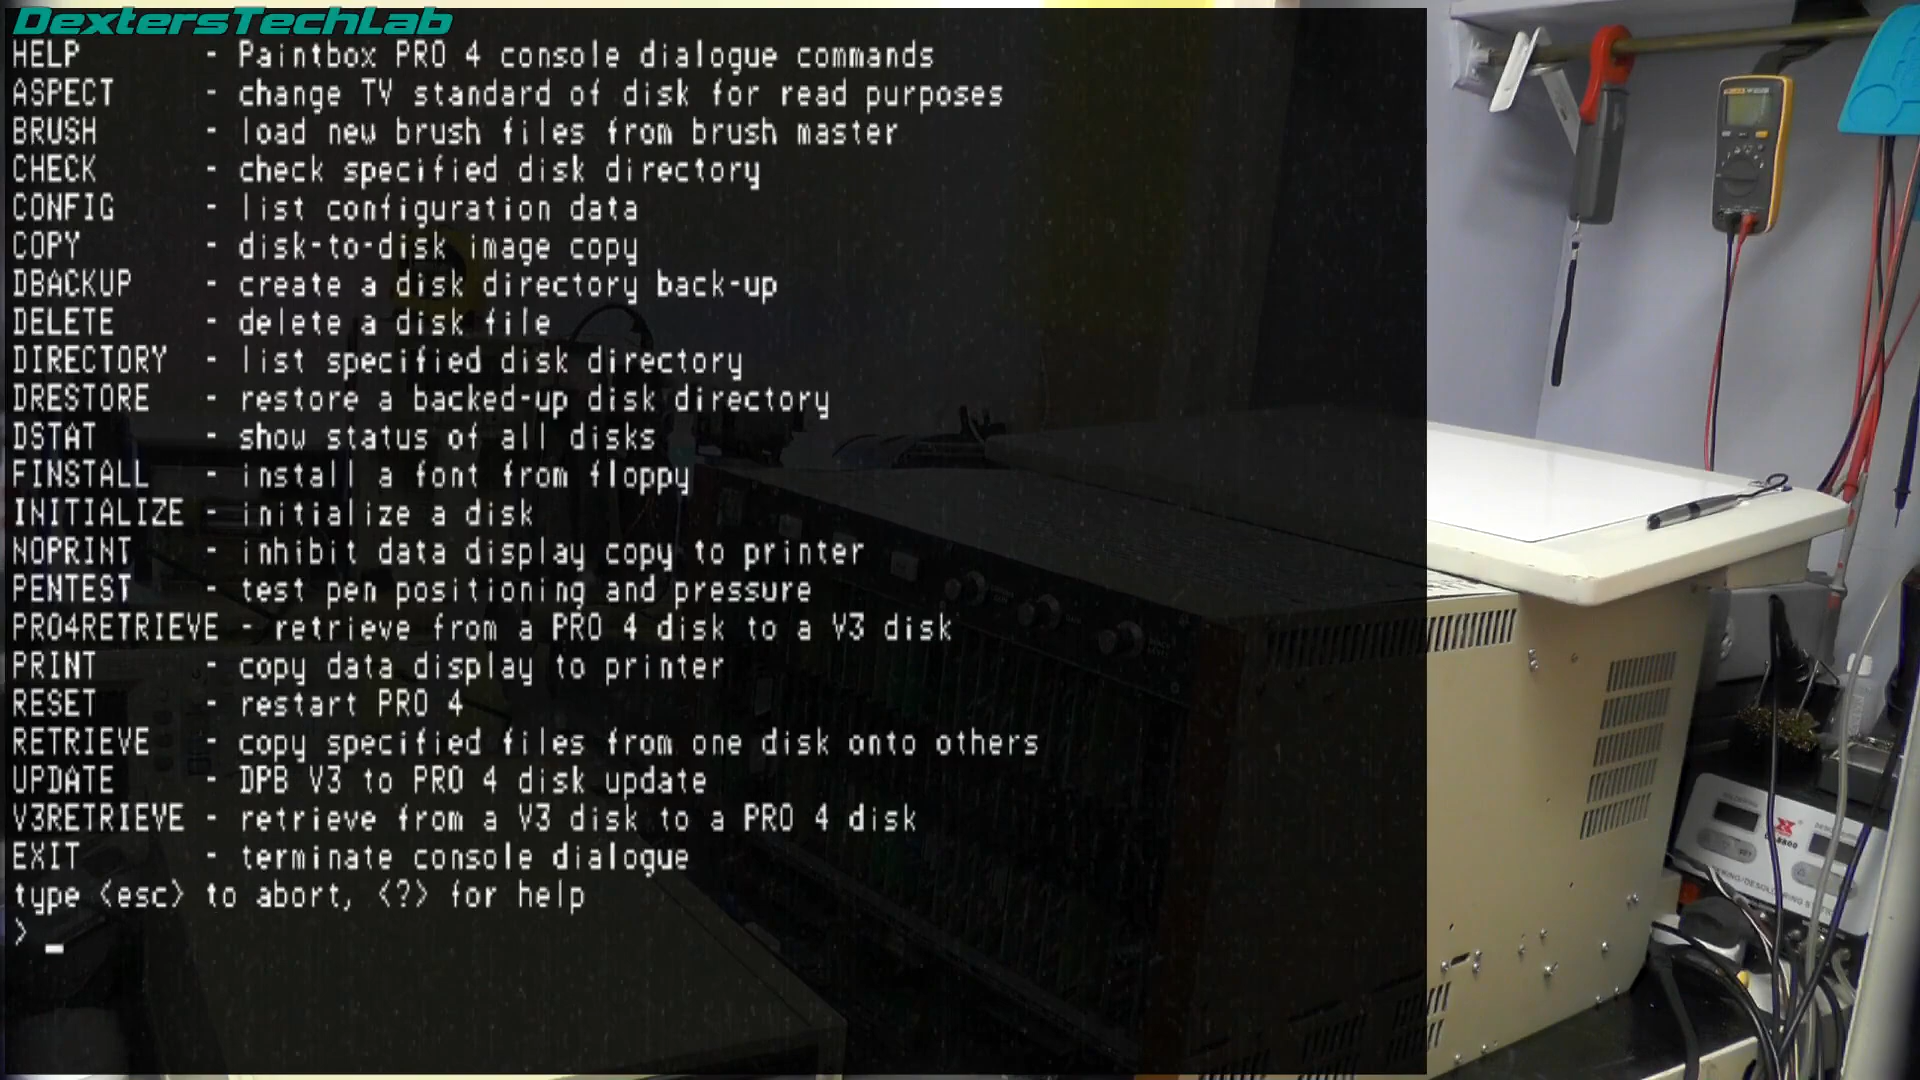 DextersTechLab
HELP - Paintbox PRO 4 console dialogue commands
ASPECT - change TV standard of disk for read purposes
BRUSH - load new brush files from brush master
CHECK - check specified disk directory
CONFIG - list configuration data
COPY - disk-to-disk image copy
DBACKUP - create a disk directory back-up
DELETE - delete a disk file
DIRECTORY - list specified disk directory
DRESTORE - restore a backed-up disk directory
DSTAT - show status of all disks
FINSTALL - install a font from floppy
INITIALIZE - initialize a disk
NOPRINT - inhibit data display copy to printer
PENTEST - test pen positioning and pressure
PRO4RETRIEVE - retrieve from a PRO 4 disk to a V3 disk
PRINT - copy data display to printer
RESET - restart PRO 4
RETRIEVE - copy specified files from one disk onto others
UPDATE - DPB V3 to PRO 4 disk update
V3RETRIEVE - retrieve from a V3 disk to a PRO 4 disk
EXIT - terminate console dialogue
type <esc> to abort, <?> for help
>